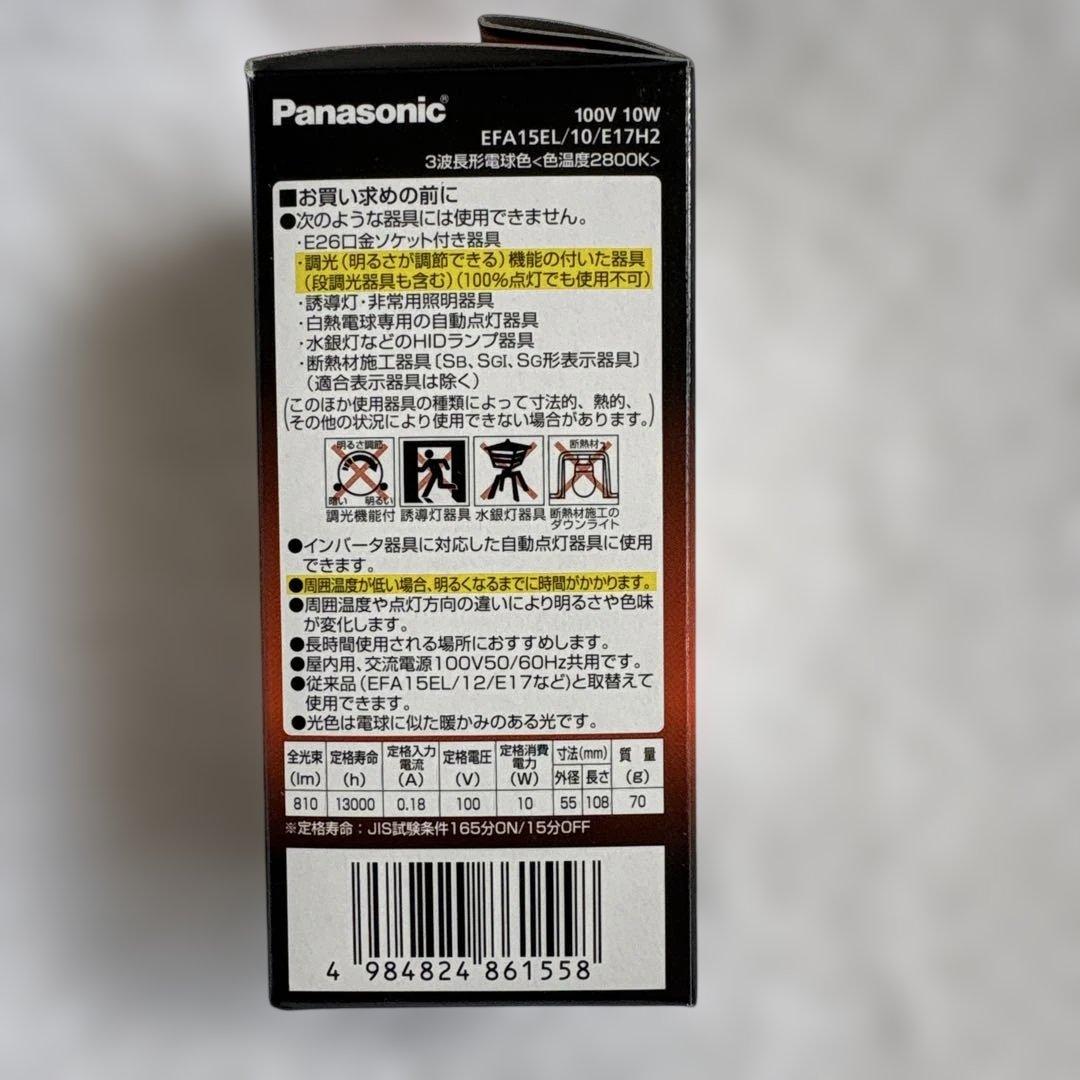 Panasonic®
100V 10W
EFA15EL/10/E17H2
3波長形電球色<色温度2800K>
■お買い求めの前に
●次のような器具には使用できません。
・E26口金ソケット付き器具
・調光(明るさが調節できる)機能の付いた器具
(段調光器具も含む)(100%点灯でも使用不可)
・誘導灯・非常用照明器具
・白熱電球専用の自動点灯器具
・水銀灯などのHIDランプ器具
・断熱材施工器具〔SB、SGI、SG形表示器具〕
(適合表示器具は除く)
(このほか使用器具の種類によって寸法的、熱的、
その他の状況により使用できない場合があります。)
明るさ調節
暗い 明るい
断熱材
調光機能付 誘導灯器具 水銀灯器具 断熱材施工の
ダウンライト
●インバータ器具に対応した自動点灯器具に使用
できます。
●周囲温度が低い場合、明るくなるまでに時間がかかります。
●周囲温度や点灯方向の違いにより明るさや色味
が変化します。
●長時間使用される場所におすすめします。
●屋内用、交流電源100V50/60Hz共用です。
●従来品(EFA15EL/12/E17など)と取替えて
使用できます。
●光色は電球に似た暖かみのある光です。
全光束 定格寿命 定格入力 定格電圧 定格消費 寸法(mm) 質 量
電流 電力
(lm) (h) (A) (V) (W) 外径 長さ (g)
810 13000 0.18 100 10 55 108 70
※定格寿命:JIS試験条件165分ON/15分OFF
4 984824 861558